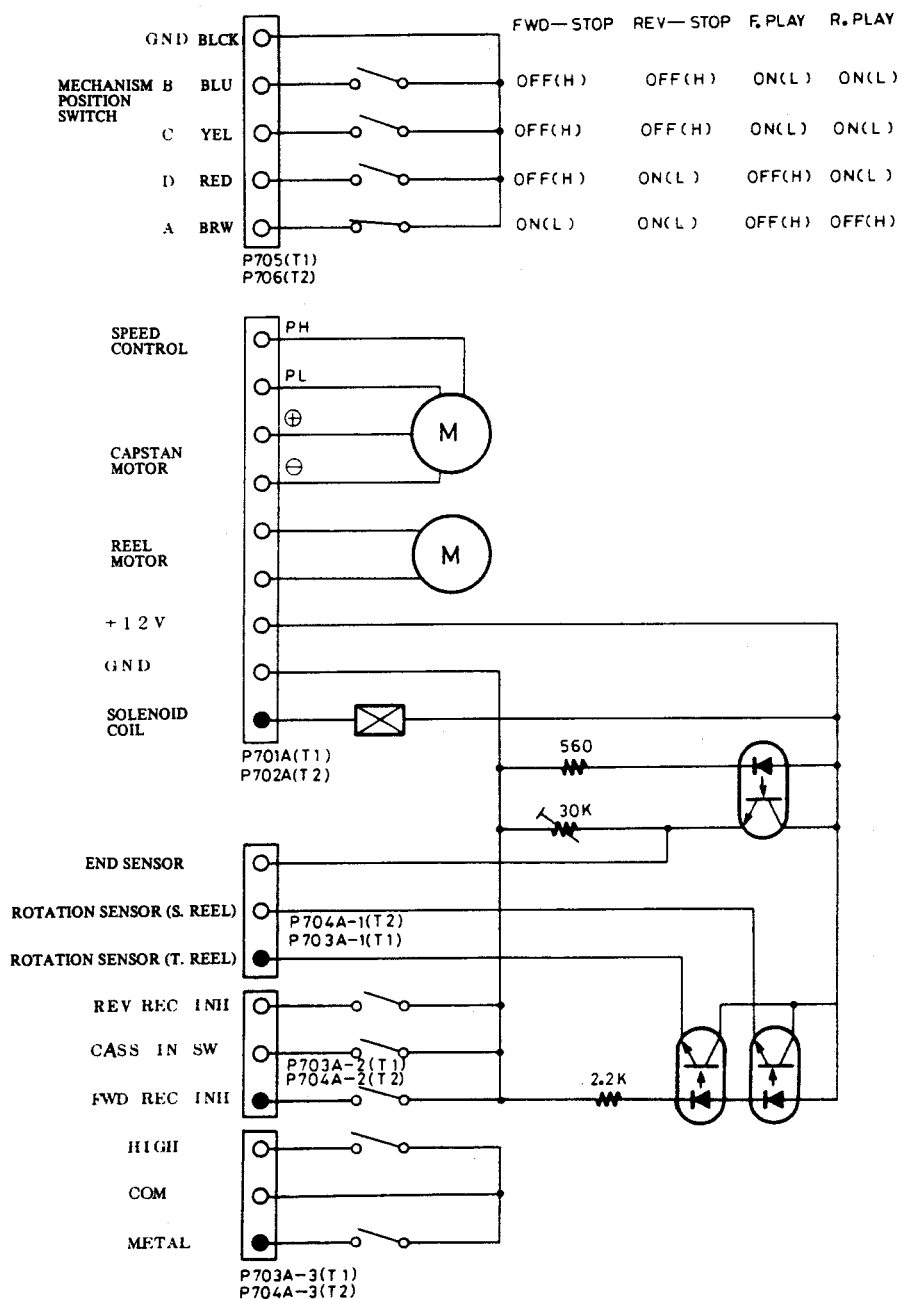 FWD—STOP REV—STOP F. PLAY R. PLAY
GND BLCK
MECHANISM POSITION SWITCH
B BLU OFF(H) OFF(H) ON(L) ON(L)
C YEL OFF(H) OFF(H) ON(L) ON(L)
D RED OFF(H) ON(L) OFF(H) ON(L)
A BRW ON(L) ON(L) OFF(H) OFF(H)
P705(T1)
P706(T2)
SPEED
CONTROL
PH
PL
⊕
CAPSTAN
MOTOR
⊖
M
REEL
MOTOR
M
+12V
GND
SOLENOID
COIL
P701A(T1)
P702A(T2)
560
30K
END SENSOR
ROTATION SENSOR (S. REEL)
P704A-1(T2)
P703A-1(T1)
ROTATION SENSOR (T. REEL)
REV REC INH
CASS IN SW
P703A-2(T1)
P704A-2(T2)
FWD REC INH
2.2K
HIGH
COM
METAL
P703A-3(T1)
P704A-3(T2)